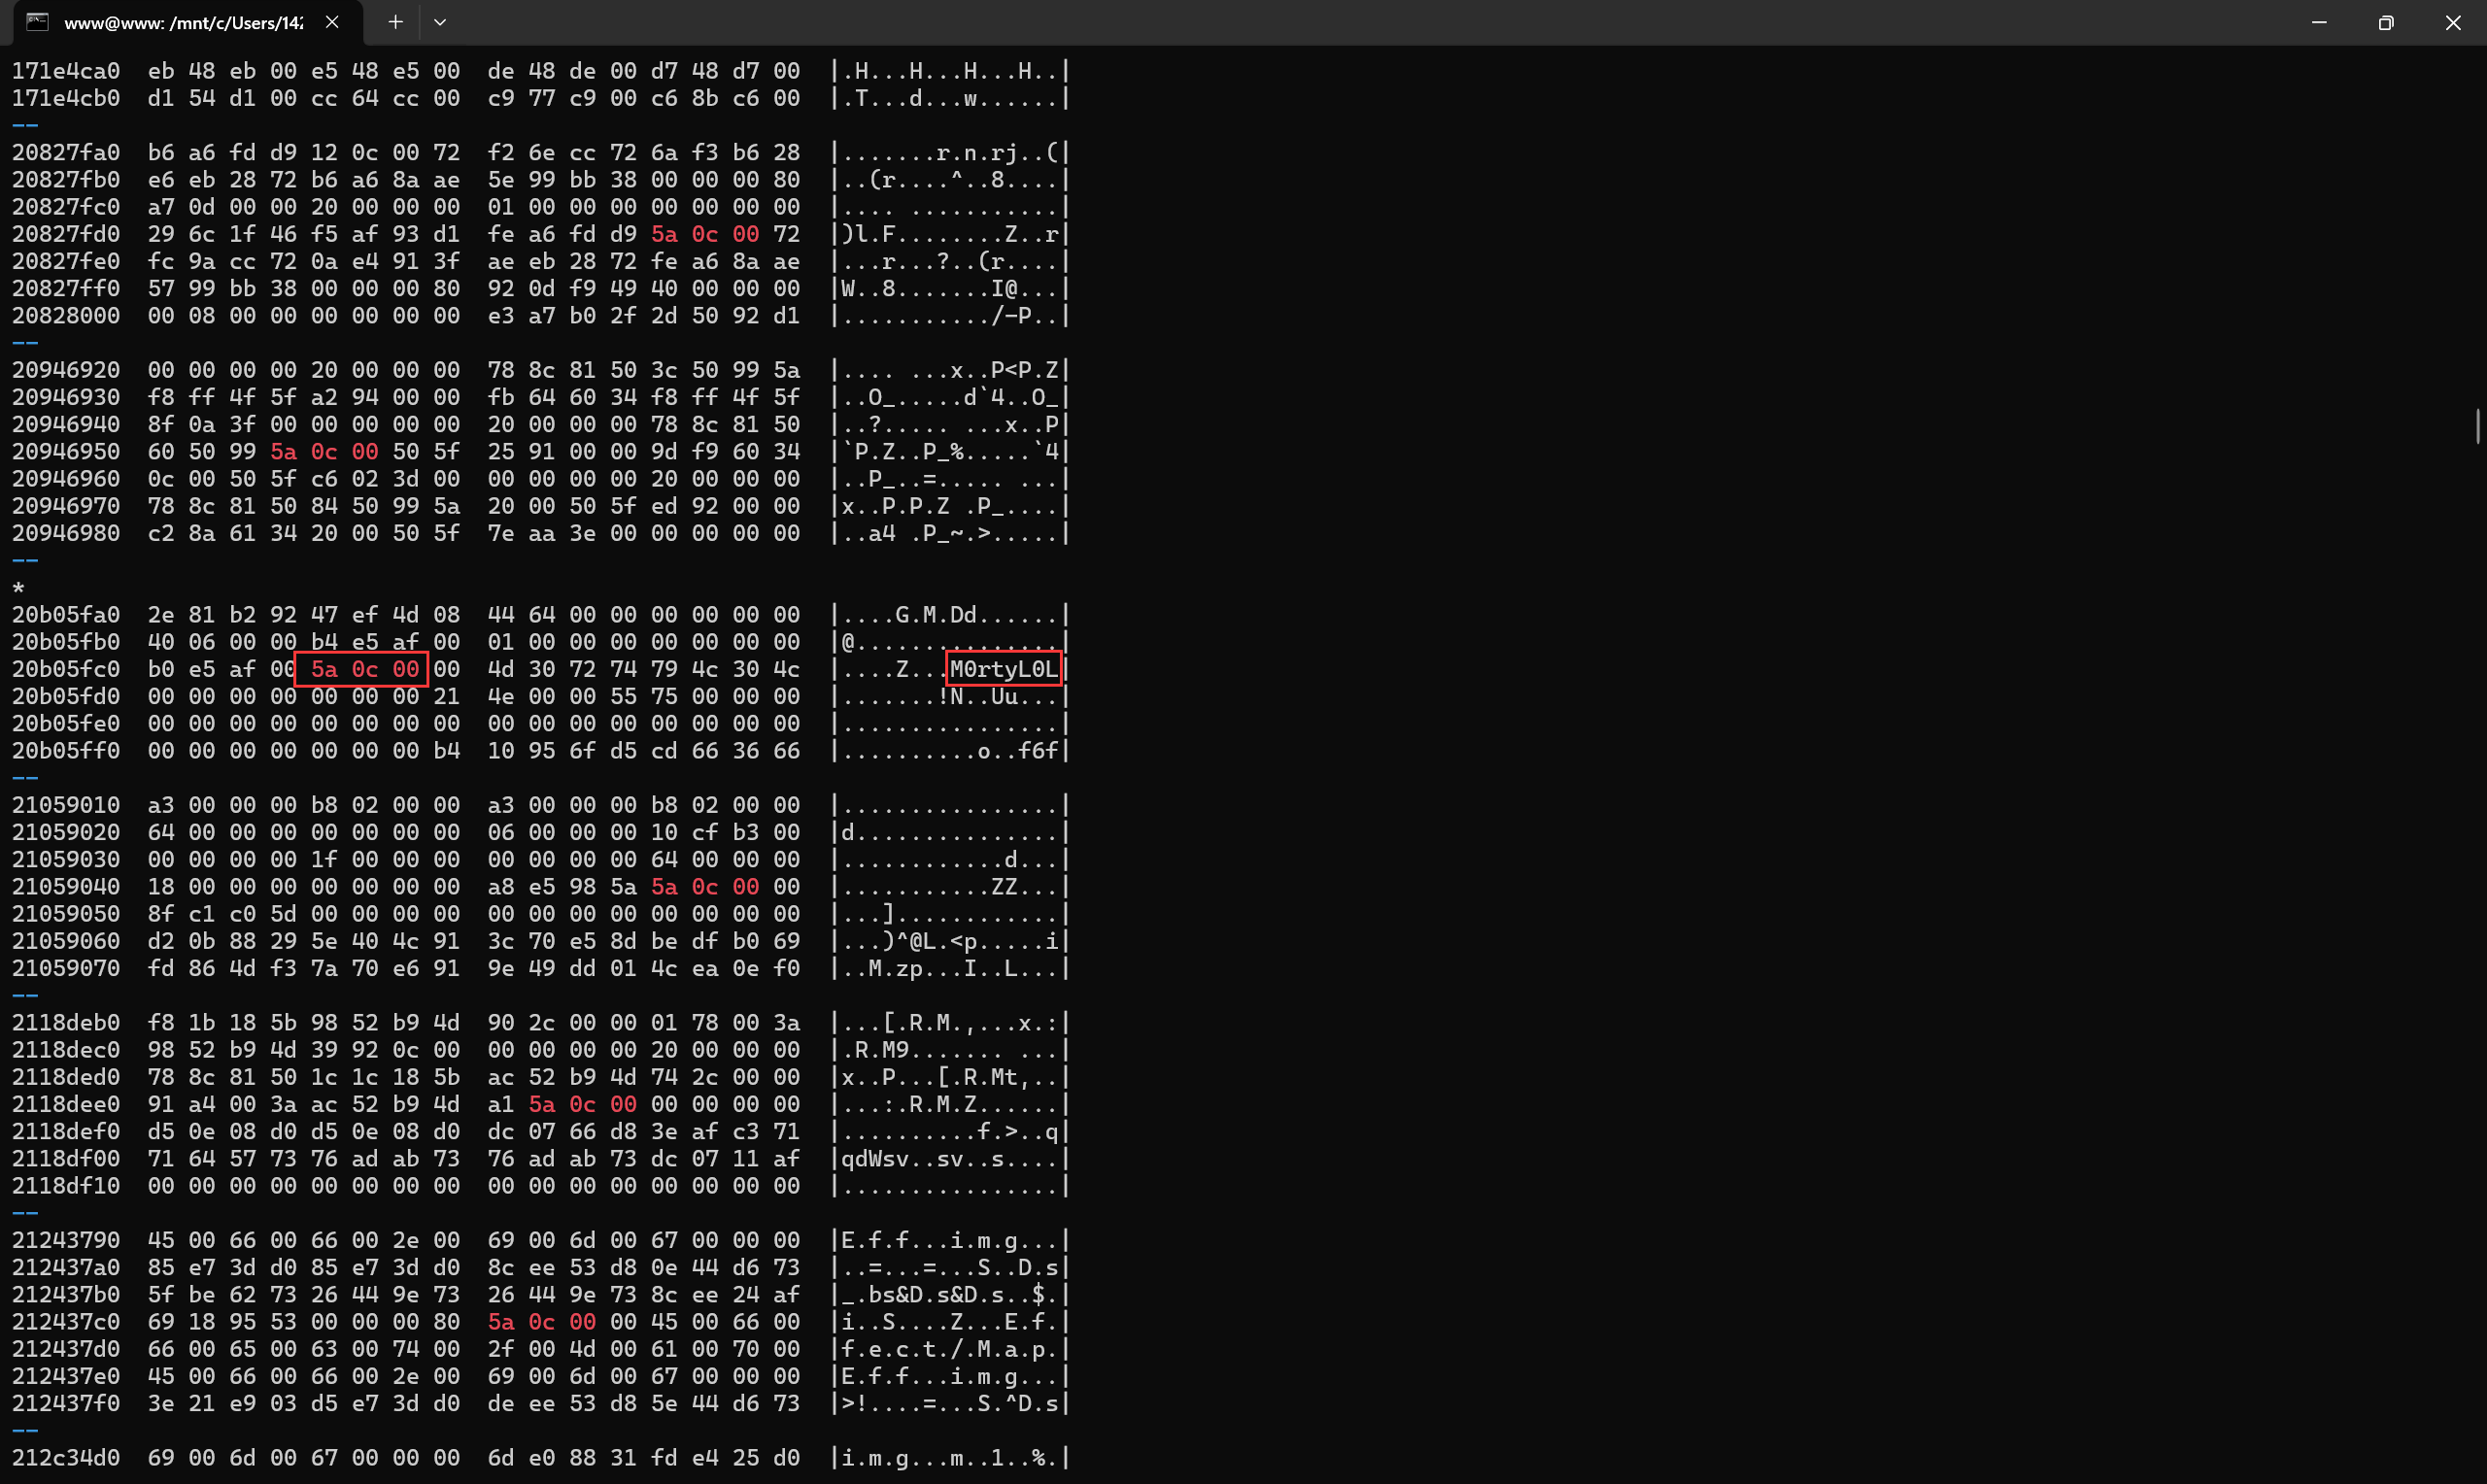 www@www: /mnt/c/Users/142
171e4ca0  eb 48 eb 00 e5 48 e5 00  de 48 de 00 d7 48 d7 00  |.H...H...H...H..|
171e4cb0  d1 54 d1 00 cc 64 cc 00  c9 77 c9 00 c6 8b c6 00  |.T...d...w......|
--
20827fa0  b6 a6 fd d9 12 0c 00 72  f2 6e cc 72 6a f3 b6 28  |.......r.n.rj..(|
20827fb0  e6 eb 28 72 b6 a6 8a ae  5e 99 bb 38 00 00 00 80  |..(r....^..8....|
20827fc0  a7 0d 00 00 20 00 00 00  01 00 00 00 00 00 00 00  |.... ...........|
20827fd0  29 6c 1f 46 f5 af 93 d1  fe a6 fd d9 5a 0c 00 72  |)l.F........Z..r|
20827fe0  fc 9a cc 72 0a e4 91 3f  ae eb 28 72 fe a6 8a ae  |...r...?..(r....|
20827ff0  57 99 bb 38 00 00 00 80  92 0d f9 49 40 00 00 00  |W..8.......I@...|
20828000  00 08 00 00 00 00 00 00  e3 a7 b0 2f 2d 50 92 d1  |.........../-P..|
--
20946920  00 00 00 00 20 00 00 00  78 8c 81 50 3c 50 99 5a  |.... ...x..P<P.Z|
20946930  f8 ff 4f 5f a2 94 00 00  fb 64 60 34 f8 ff 4f 5f  |..O_.....d`4..O_|
20946940  8f 0a 3f 00 00 00 00 00  20 00 00 00 78 8c 81 50  |..?..... ...x..P|
20946950  60 50 99 5a 0c 00 50 5f  25 91 00 00 9d f9 60 34  |`P.Z..P_%.....`4|
20946960  0c 00 50 5f c6 02 3d 00  00 00 00 00 20 00 00 00  |..P_..=..... ...|
20946970  78 8c 81 50 84 50 99 5a  20 00 50 5f ed 92 00 00  |x..P.P.Z .P_....|
20946980  c2 8a 61 34 20 00 50 5f  7e aa 3e 00 00 00 00 00  |..a4 .P_~.>.....|
--
*
20b05fa0  2e 81 b2 92 47 ef 4d 08  44 64 00 00 00 00 00 00  |....G.M.Dd......|
20b05fb0  40 06 00 00 b4 e5 af 00  01 00 00 00 00 00 00 00  |@...............|
20b05fc0  b0 e5 af 00 5a 0c 00 00  4d 30 72 74 79 4c 30 4c  |....Z...M0rtyL0L|
20b05fd0  00 00 00 00 00 00 00 21  4e 00 00 55 75 00 00 00  |.......!N..Uu...|
20b05fe0  00 00 00 00 00 00 00 00  00 00 00 00 00 00 00 00  |................|
20b05ff0  00 00 00 00 00 00 00 b4  10 95 6f d5 cd 66 36 66  |..........o..f6f|
--
21059010  a3 00 00 00 b8 02 00 00  a3 00 00 00 b8 02 00 00  |................|
21059020  64 00 00 00 00 00 00 00  06 00 00 00 10 cf b3 00  |d...............|
21059030  00 00 00 00 1f 00 00 00  00 00 00 00 64 00 00 00  |............d...|
21059040  18 00 00 00 00 00 00 00  a8 e5 98 5a 5a 0c 00 00  |...........ZZ...|
21059050  8f c1 c0 5d 00 00 00 00  00 00 00 00 00 00 00 00  |...]............|
21059060  d2 0b 88 29 5e 40 4c 91  3c 70 e5 8d be df b0 69  |...)^@L.<p.....i|
21059070  fd 86 4d f3 7a 70 e6 91  9e 49 dd 01 4c ea 0e f0  |..M.zp...I..L...|
--
2118deb0  f8 1b 18 5b 98 52 b9 4d  90 2c 00 00 01 78 00 3a  |...[.R.M.,...x.:|
2118dec0  98 52 b9 4d 39 92 0c 00  00 00 00 00 20 00 00 00  |.R.M9....... ...|
2118ded0  78 8c 81 50 1c 1c 18 5b  ac 52 b9 4d 74 2c 00 00  |x..P...[.R.Mt,..|
2118dee0  91 a4 00 3a ac 52 b9 4d  a1 5a 0c 00 00 00 00 00  |...:.R.M.Z......|
2118def0  d5 0e 08 d0 d5 0e 08 d0  dc 07 66 d8 3e af c3 71  |..........f.>..q|
2118df00  71 64 57 73 76 ad ab 73  76 ad ab 73 dc 07 11 af  |qdWsv..sv..s....|
2118df10  00 00 00 00 00 00 00 00  00 00 00 00 00 00 00 00  |................|
--
21243790  45 00 66 00 66 00 2e 00  69 00 6d 00 67 00 00 00  |E.f.f...i.m.g...|
212437a0  85 e7 3d d0 85 e7 3d d0  8c ee 53 d8 0e 44 d6 73  |..=...=...S..D.s|
212437b0  5f be 62 73 26 44 9e 73  26 44 9e 73 8c ee 24 af  |_.bs&D.s&D.s..$.|
212437c0  69 18 95 53 00 00 00 80  5a 0c 00 00 45 00 66 00  |i..S....Z...E.f.|
212437d0  66 00 65 00 63 00 74 00  2f 00 4d 00 61 00 70 00  |f.e.c.t./.M.a.p.|
212437e0  45 00 66 00 66 00 2e 00  69 00 6d 00 67 00 00 00  |E.f.f...i.m.g...|
212437f0  3e 21 e9 03 d5 e7 3d d0  de ee 53 d8 5e 44 d6 73  |>!....=...S.^D.s|
--
212c34d0  69 00 6d 00 67 00 00 00  6d e0 88 31 fd e4 25 d0  |i.m.g...m..1..%.|